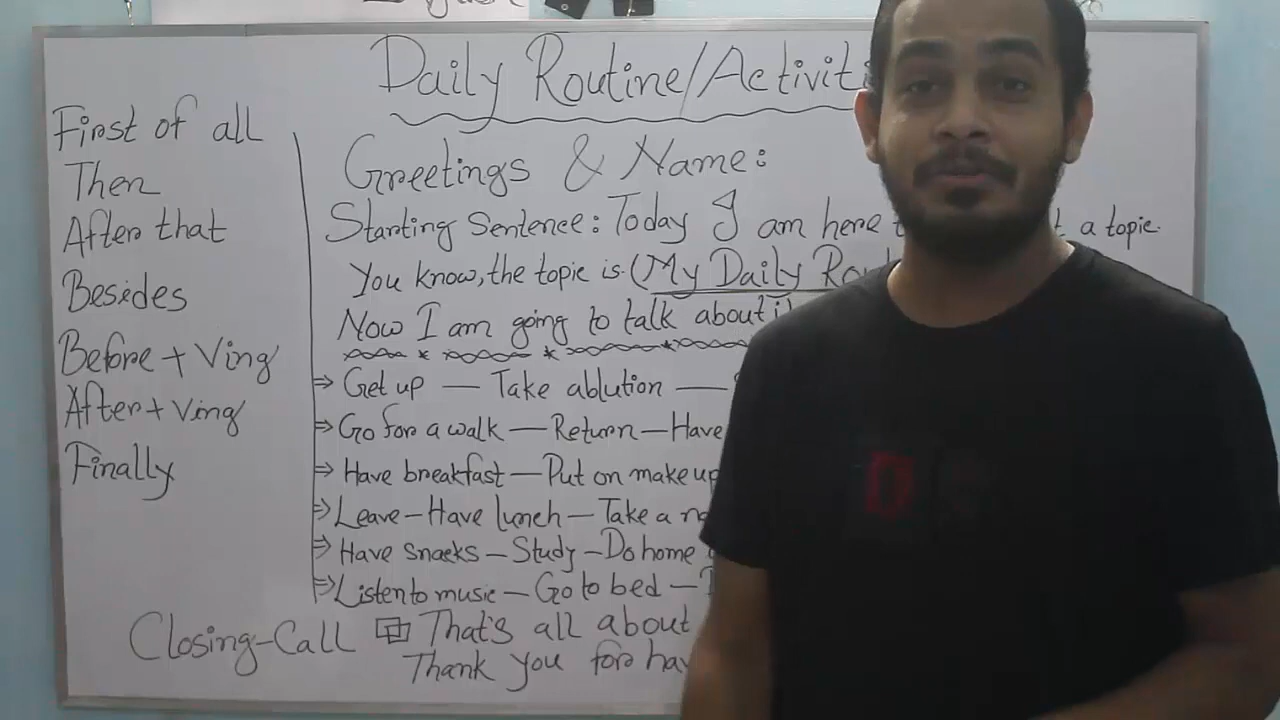 Daily Routine/Activiti
First of all
Then
After that
Besides
Before + Ving
After + Ving
Finally
Greetings & Name:
Starting Sentence: Today I am here a topic.
You know, the topic is (My Daily Rou
Now I am going to talk about it
⇒ Get up — Take ablution —
⇒ Go for a walk — Return — Have
⇒ Have breakfast — Put on make up
⇒ Leave — Have lunch — Take a na
⇒ Have snacks — Study — Do home
⇒ Listen to music — Go to bed —
Closing-Call That's all about
Thank you for hav
D